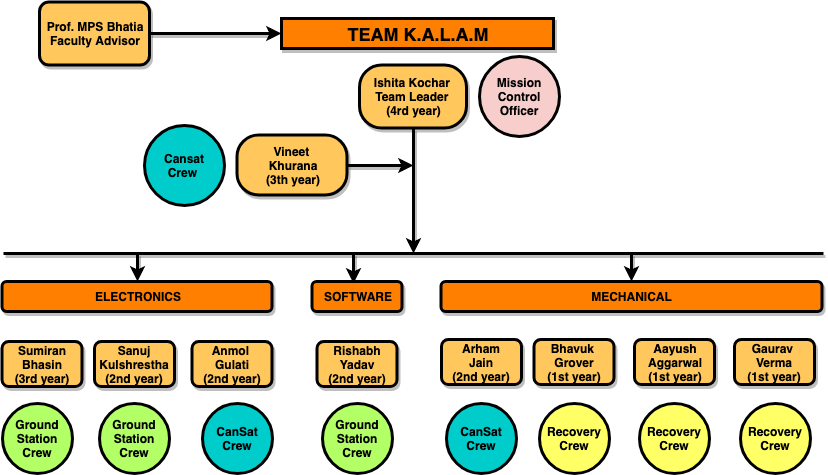 Prof. MPS Bhatia
Faculty Advisor
TEAM K.A.L.A.M
Ishita Kochar
Team Leader
(4rd year)
Mission
Control
Officer
Cansat
Crew
Vineet
Khurana
(3th year)
ELECTRONICS
SOFTWARE
MECHANICAL
Sumiran
Bhasin
(3rd year)
Sanuj
Kulshrestha
(2nd year)
Anmol
Gulati
(2nd year)
Rishabh
Yadav
(2nd year)
Arham
Jain
(2nd year)
Bhavuk
Grover
(1st year)
Aayush
Aggarwal
(1st year)
Gaurav
Verma
(1st year)
Ground
Station
Crew
Ground
Station
Crew
CanSat
Crew
Ground
Station
Crew
CanSat
Crew
Recovery
Crew
Recovery
Crew
Recovery
Crew